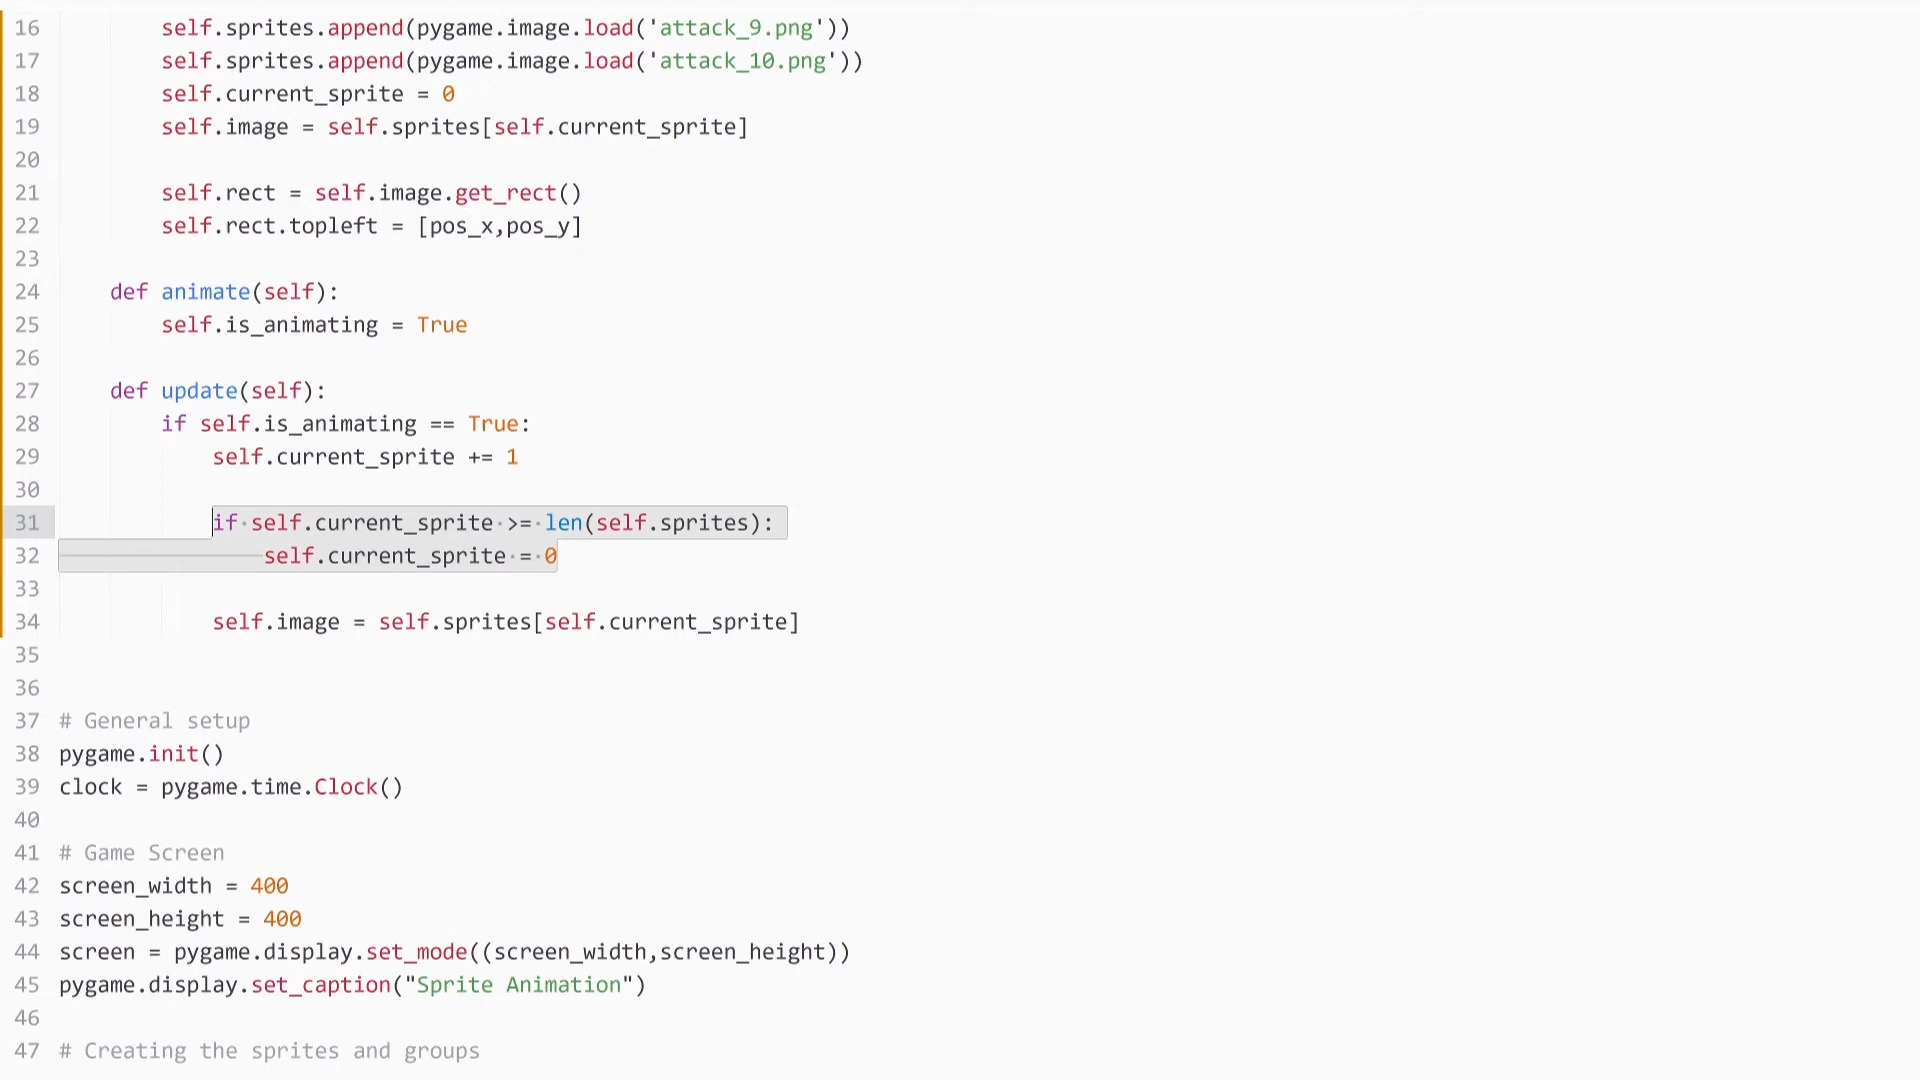 16 self.sprites.append(pygame.image.load('attack_9.png'))
17 self.sprites.append(pygame.image.load('attack_10.png'))
18 self.current_sprite = 0
19 self.image = self.sprites[self.current_sprite]
20
21 self.rect = self.image.get_rect()
22 self.rect.topleft = [pos_x,pos_y]
23
24 def animate(self):
25 self.is_animating = True
26
27 def update(self):
28 if self.is_animating == True:
29 self.current_sprite += 1
30
31 if self.current_sprite >= len(self.sprites):
32 self.current_sprite = 0
33
34 self.image = self.sprites[self.current_sprite]
35
36
37 # General setup
38 pygame.init()
39 clock = pygame.time.Clock()
40
41 # Game Screen
42 screen_width = 400
43 screen_height = 400
44 screen = pygame.display.set_mode((screen_width,screen_height))
45 pygame.display.set_caption("Sprite Animation")
46
47 # Creating the sprites and groups